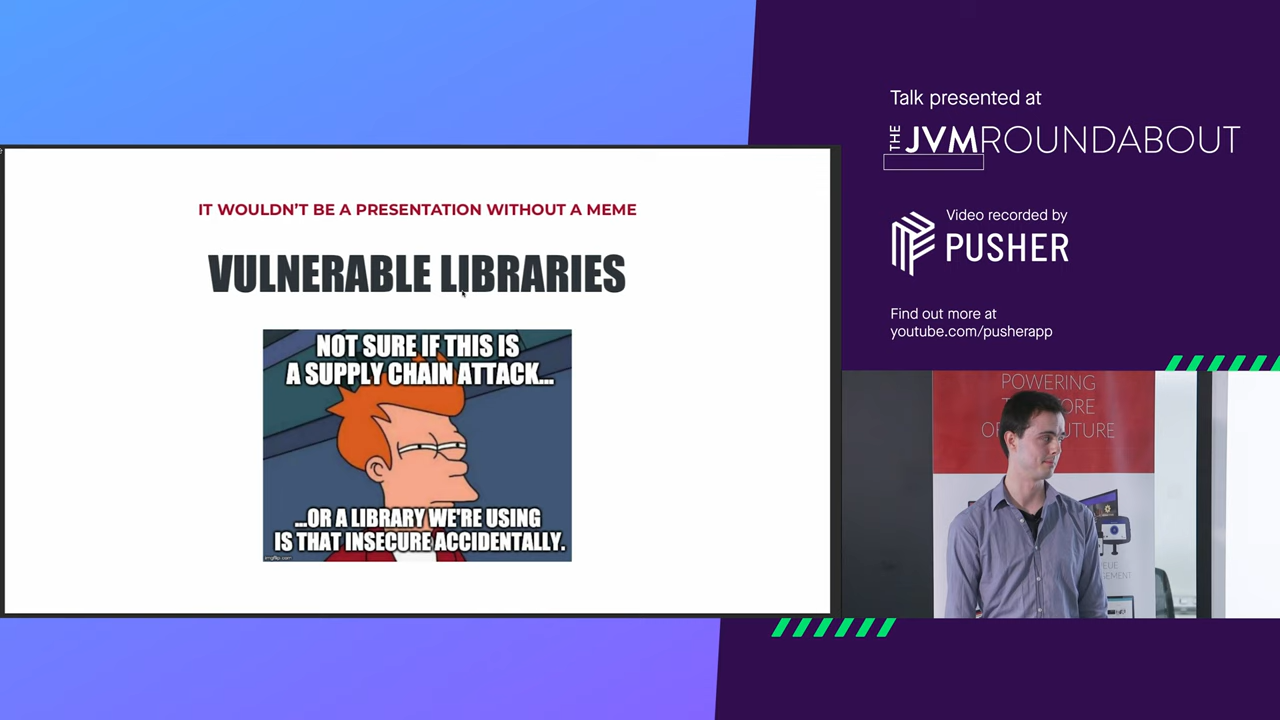 IT WOULDN'T BE A PRESENTATION WITHOUT A MEME
VULNERABLE LIBRARIES
NOT SURE IF THIS IS
A SUPPLY CHAIN ATTACK...
...OR A LIBRARY WE'RE USING
IS THAT INSECURE ACCIDENTALLY.
imgflip.com
Talk presented at
THE JVMROUNDABOUT
Video recorded by
PUSHER
Find out more at
youtube.com/pusherapp
POWERING